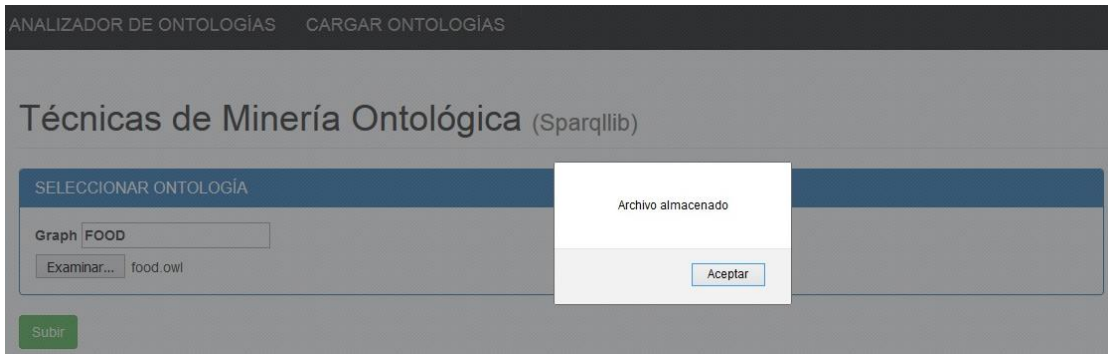 ANALIZADOR DE ONTOLOGÍAS CARGAR ONTOLOGÍAS
Técnicas de Minería Ontológica (Sparqllib)
SELECCIONAR ONTOLOGÍA
Graph FOOD
Examinar... food.owl
Archivo almacenado
Aceptar
Subir